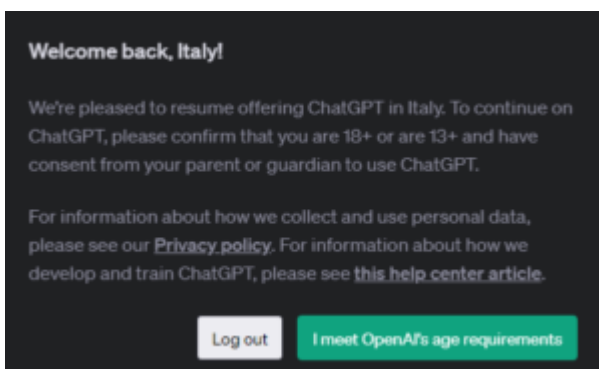 Welcome back, Italy!
We're pleased to resume offering ChatGPT in Italy. To continue on
ChatGPT, please confirm that you are 18+ or are 13+ and have
consent from your parent or guardian to use ChatGPT.
For information about how we collect and use personal data,
please see our Privacy policy. For information about how we
develop and train ChatGPT, please see this help center article.
Log out
I meet OpenAI's age requirements